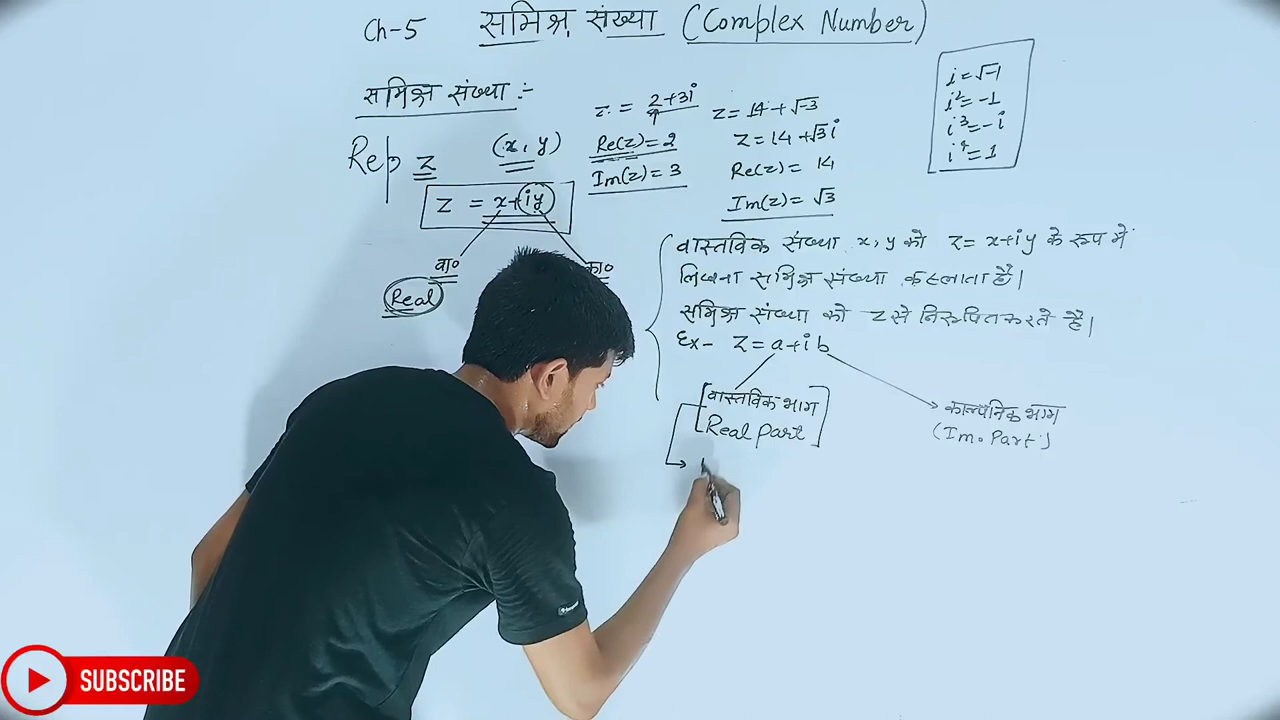 Ch-5 समिश्र संख्या (Complex Number)
समिश्र संख्या :-
Rep z (x, y)
z = x+iy
वा० का०
Real
z = 2+3i
Re(z) = 2
Im(z) = 3
z = 14 + √-3
z = 14 + √3 i
Re(z) = 14
Im(z) = √3
i = √-1
i² = -1
i³ = -i
i⁴ = 1
वास्तविक संख्या x, y को z = x+iy के रूप में
लिखना समिश्र संख्या कहलाता है।
समिश्र संख्या को z से निरूपित करते है।
Ex- z = a+ib
वास्तविक भाग
Real part
काल्पनिक भाग
(Im. Part)
SUBSCRIBE